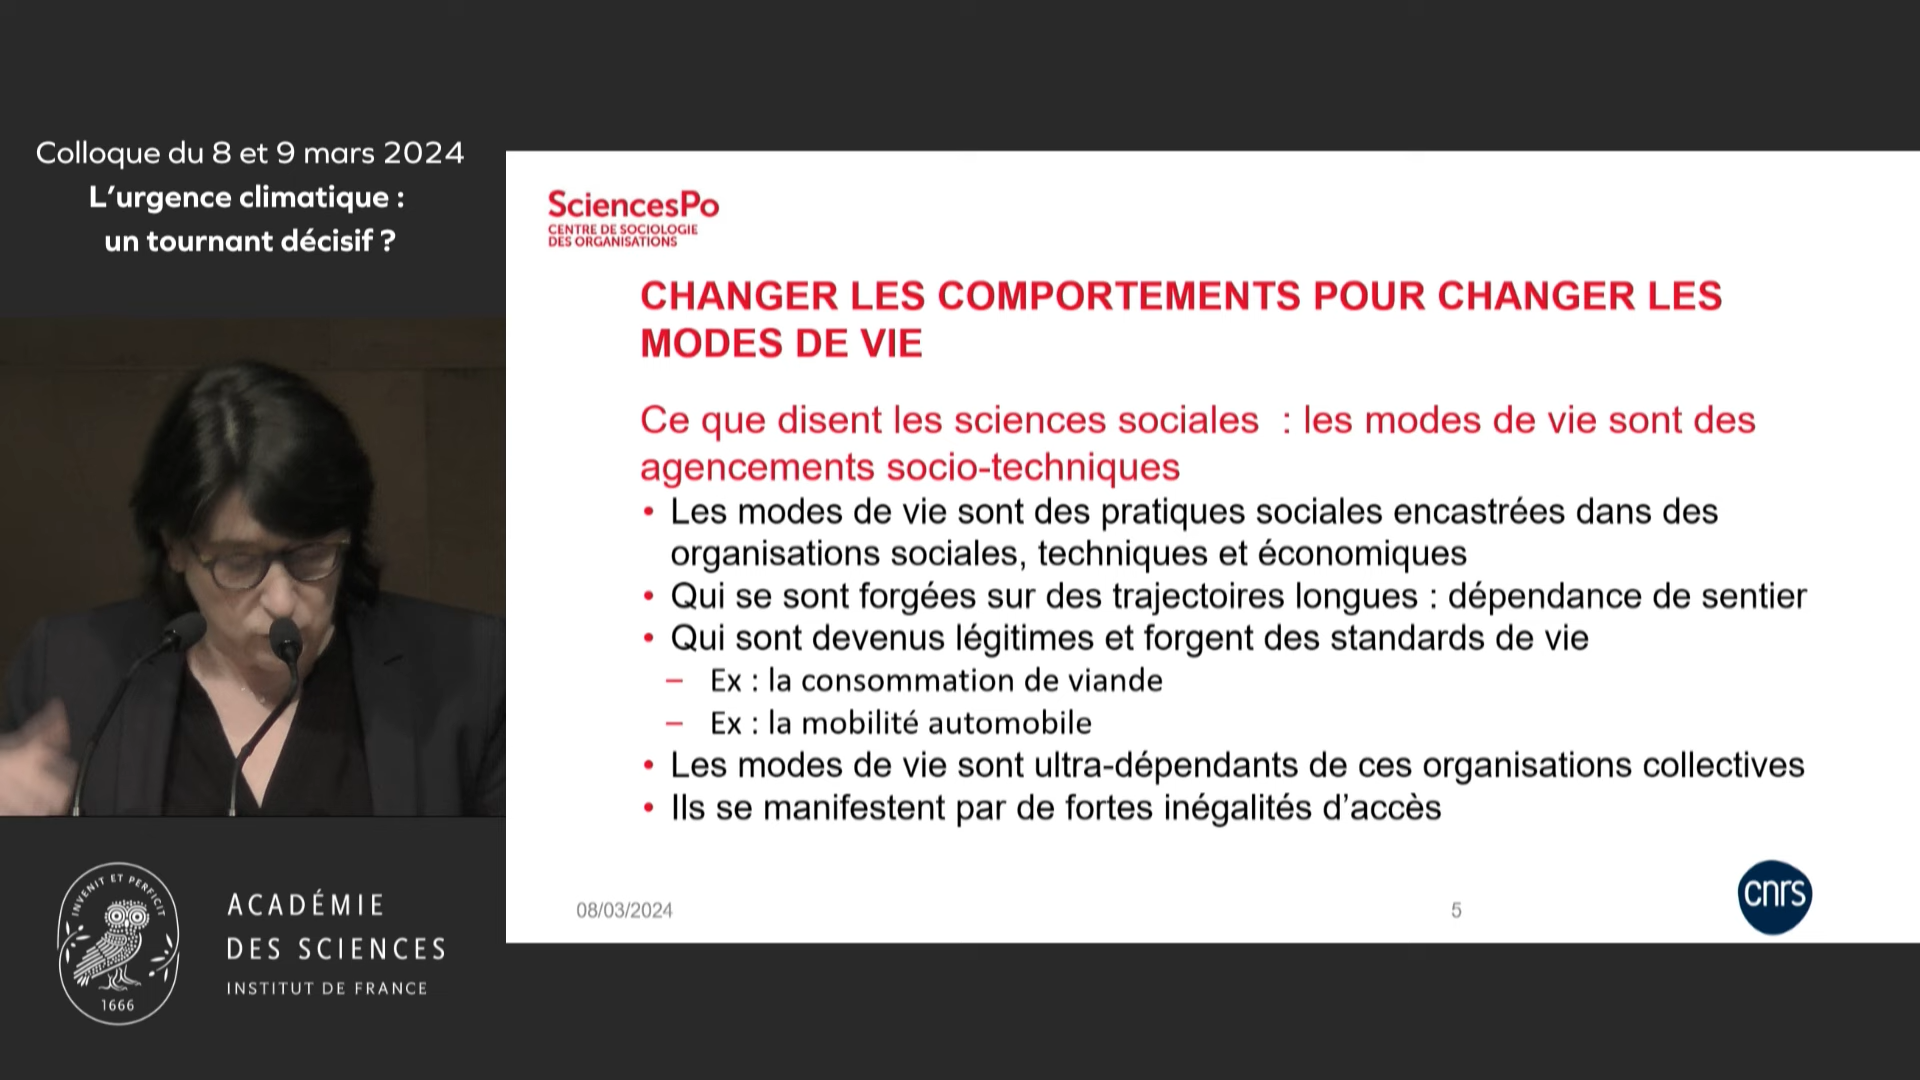 Colloque du 8 et 9 mars 2024
L’urgence climatique :
un tournant décisif ?
SciencesPo
CENTRE DE SOCIOLOGIE
DES ORGANISATIONS
CHANGER LES COMPORTEMENTS POUR CHANGER LES
MODES DE VIE
Ce que disent les sciences sociales : les modes de vie sont des
agencements socio-techniques
• Les modes de vie sont des pratiques sociales encastrées dans des
organisations sociales, techniques et économiques
• Qui se sont forgées sur des trajectoires longues : dépendance de sentier
• Qui sont devenus légitimes et forgent des standards de vie
– Ex : la consommation de viande
– Ex : la mobilité automobile
• Les modes de vie sont ultra-dépendants de ces organisations collectives
• Ils se manifestent par de fortes inégalités d’accès
08/03/2024
5
cnrs
INVENIT ET PERFICIT
1666
ACADÉMIE
DES SCIENCES
INSTITUT DE FRANCE